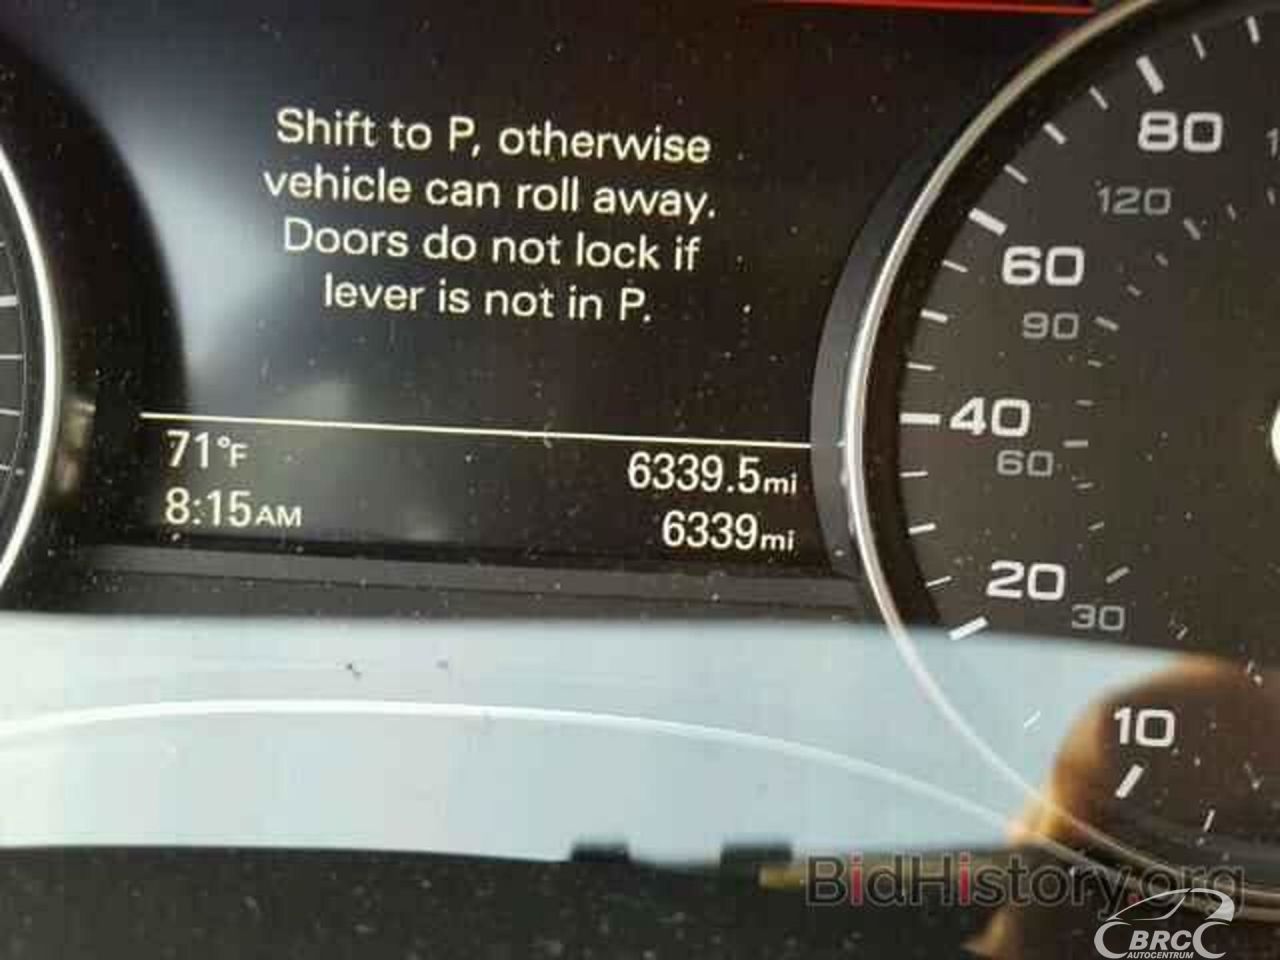 Shift to P, otherwise
vehicle can roll away.
Doors do not lock if
lever is not in P.
71°F
6339.5mi
8:15AM
6339mi
80
120
60
90
40
60
20
30
10
BidHistory.org
BRC
AUTOCENTRUM